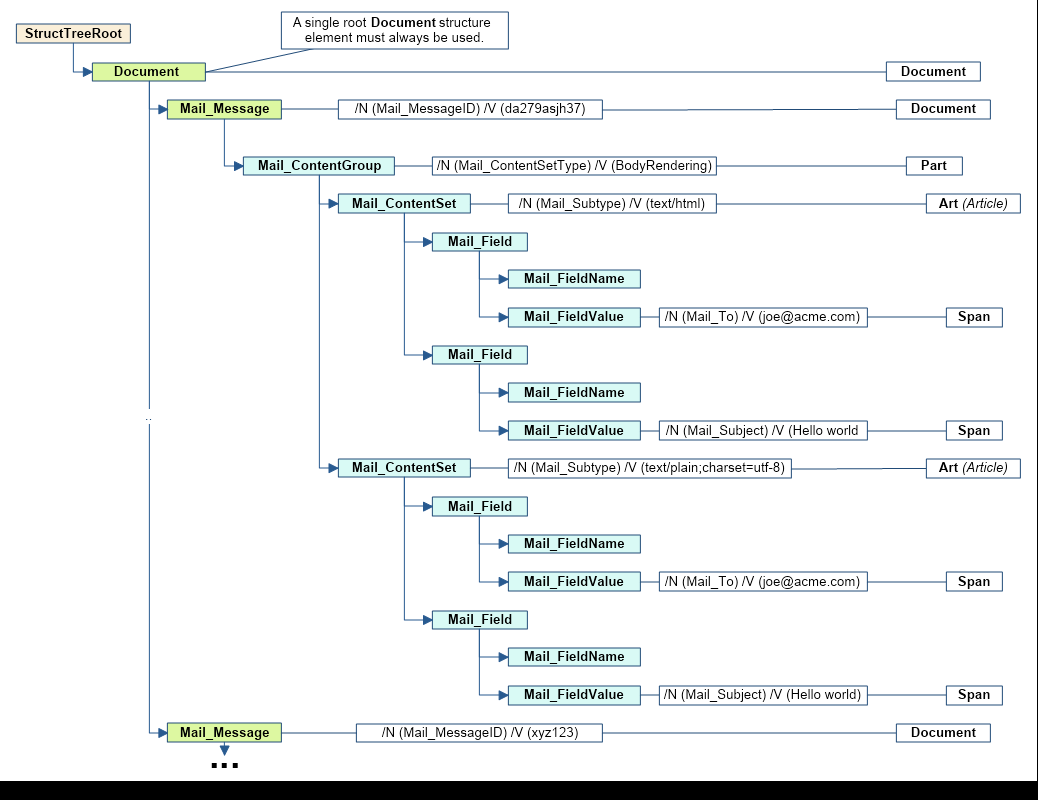 A single root Document structure
element must always be used.
StructTreeRoot
Document
Document
Mail_Message
/N (Mail_MessageID) /V (da279asjh37)
Document
Mail_ContentGroup
/N (Mail_ContentSetType) /V (BodyRendering)
Part
Mail_ContentSet
/N (Mail_Subtype) /V (text/html)
Art (Article)
Mail_Field
Mail_FieldName
Mail_FieldValue
/N (Mail_To) /V (joe@acme.com)
Span
Mail_Field
Mail_FieldName
Mail_FieldValue
/N (Mail_Subject) /V (Hello world
Span
..
Mail_ContentSet
/N (Mail_Subtype) /V (text/plain;charset=utf-8)
Art (Article)
Mail_Field
Mail_FieldName
Mail_FieldValue
/N (Mail_To) /V (joe@acme.com)
Span
Mail_Field
Mail_FieldName
Mail_FieldValue
/N (Mail_Subject) /V (Hello world)
Span
Mail_Message
/N (Mail_MessageID) /V (xyz123)
Document
...